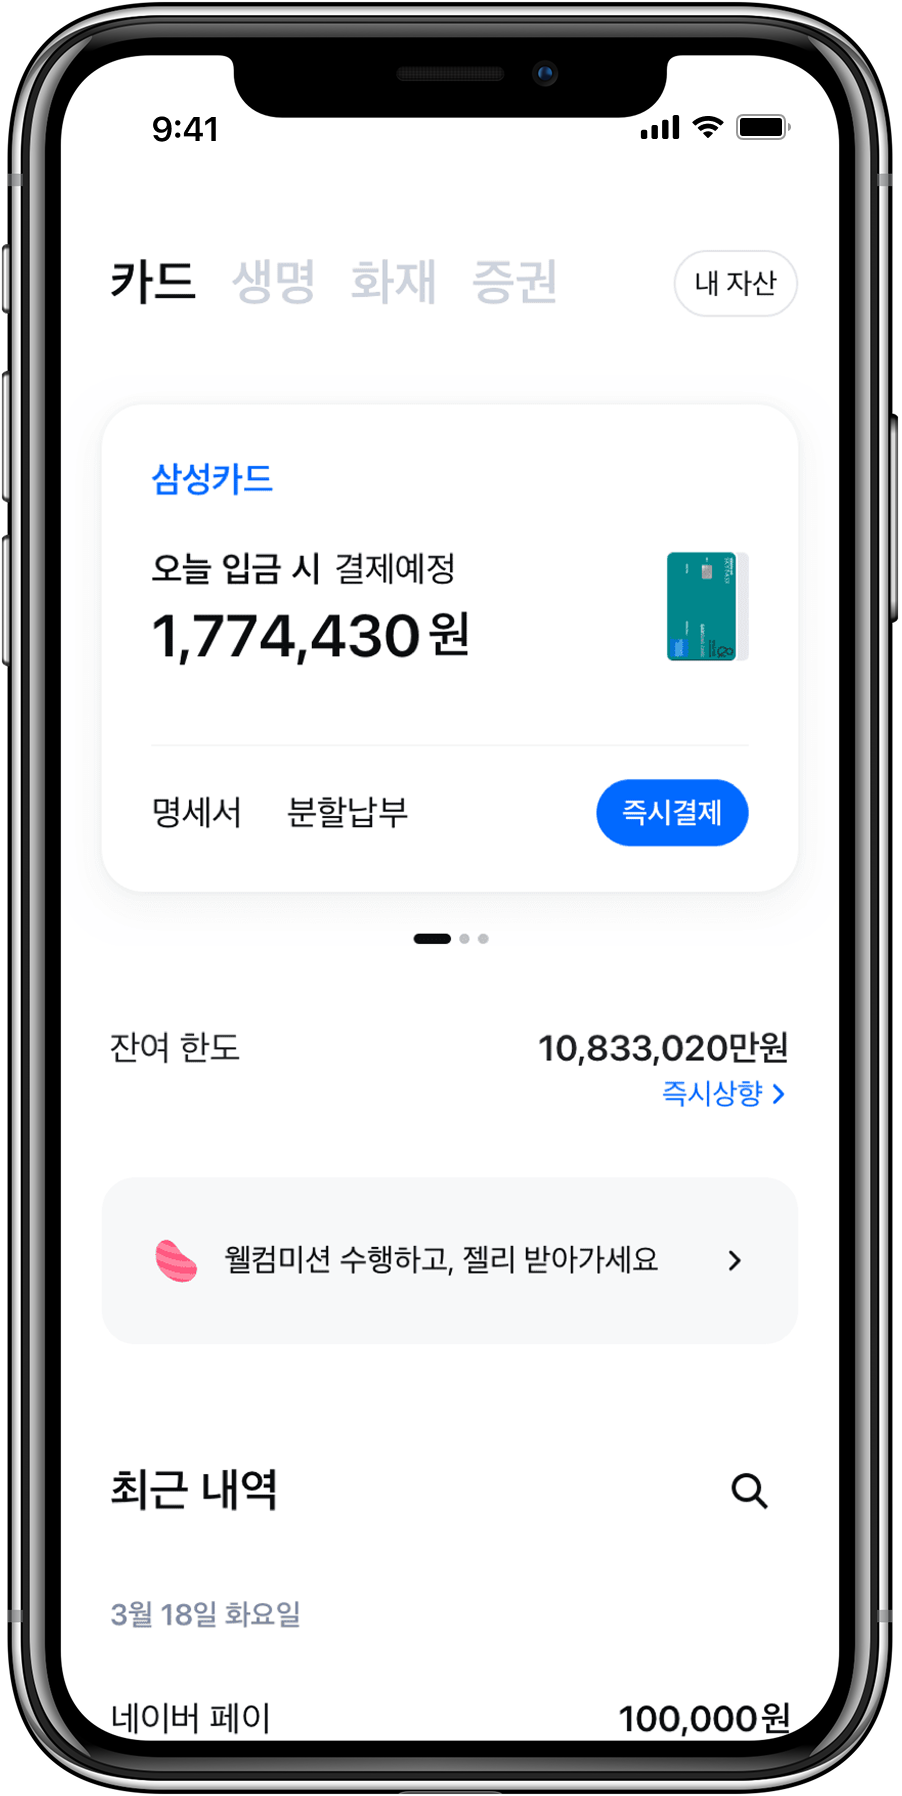 9:41
카드 생명 화재 증권 내 자산
삼성카드
오늘 입금 시 결제예정
1,774,430원
명세서 분할납부 즉시결제
잔여 한도 10,833,020만원
즉시상향
웰컴미션 수행하고, 젤리 받아가세요
최근 내역
3월 18일 화요일
네이버 페이 100,000원